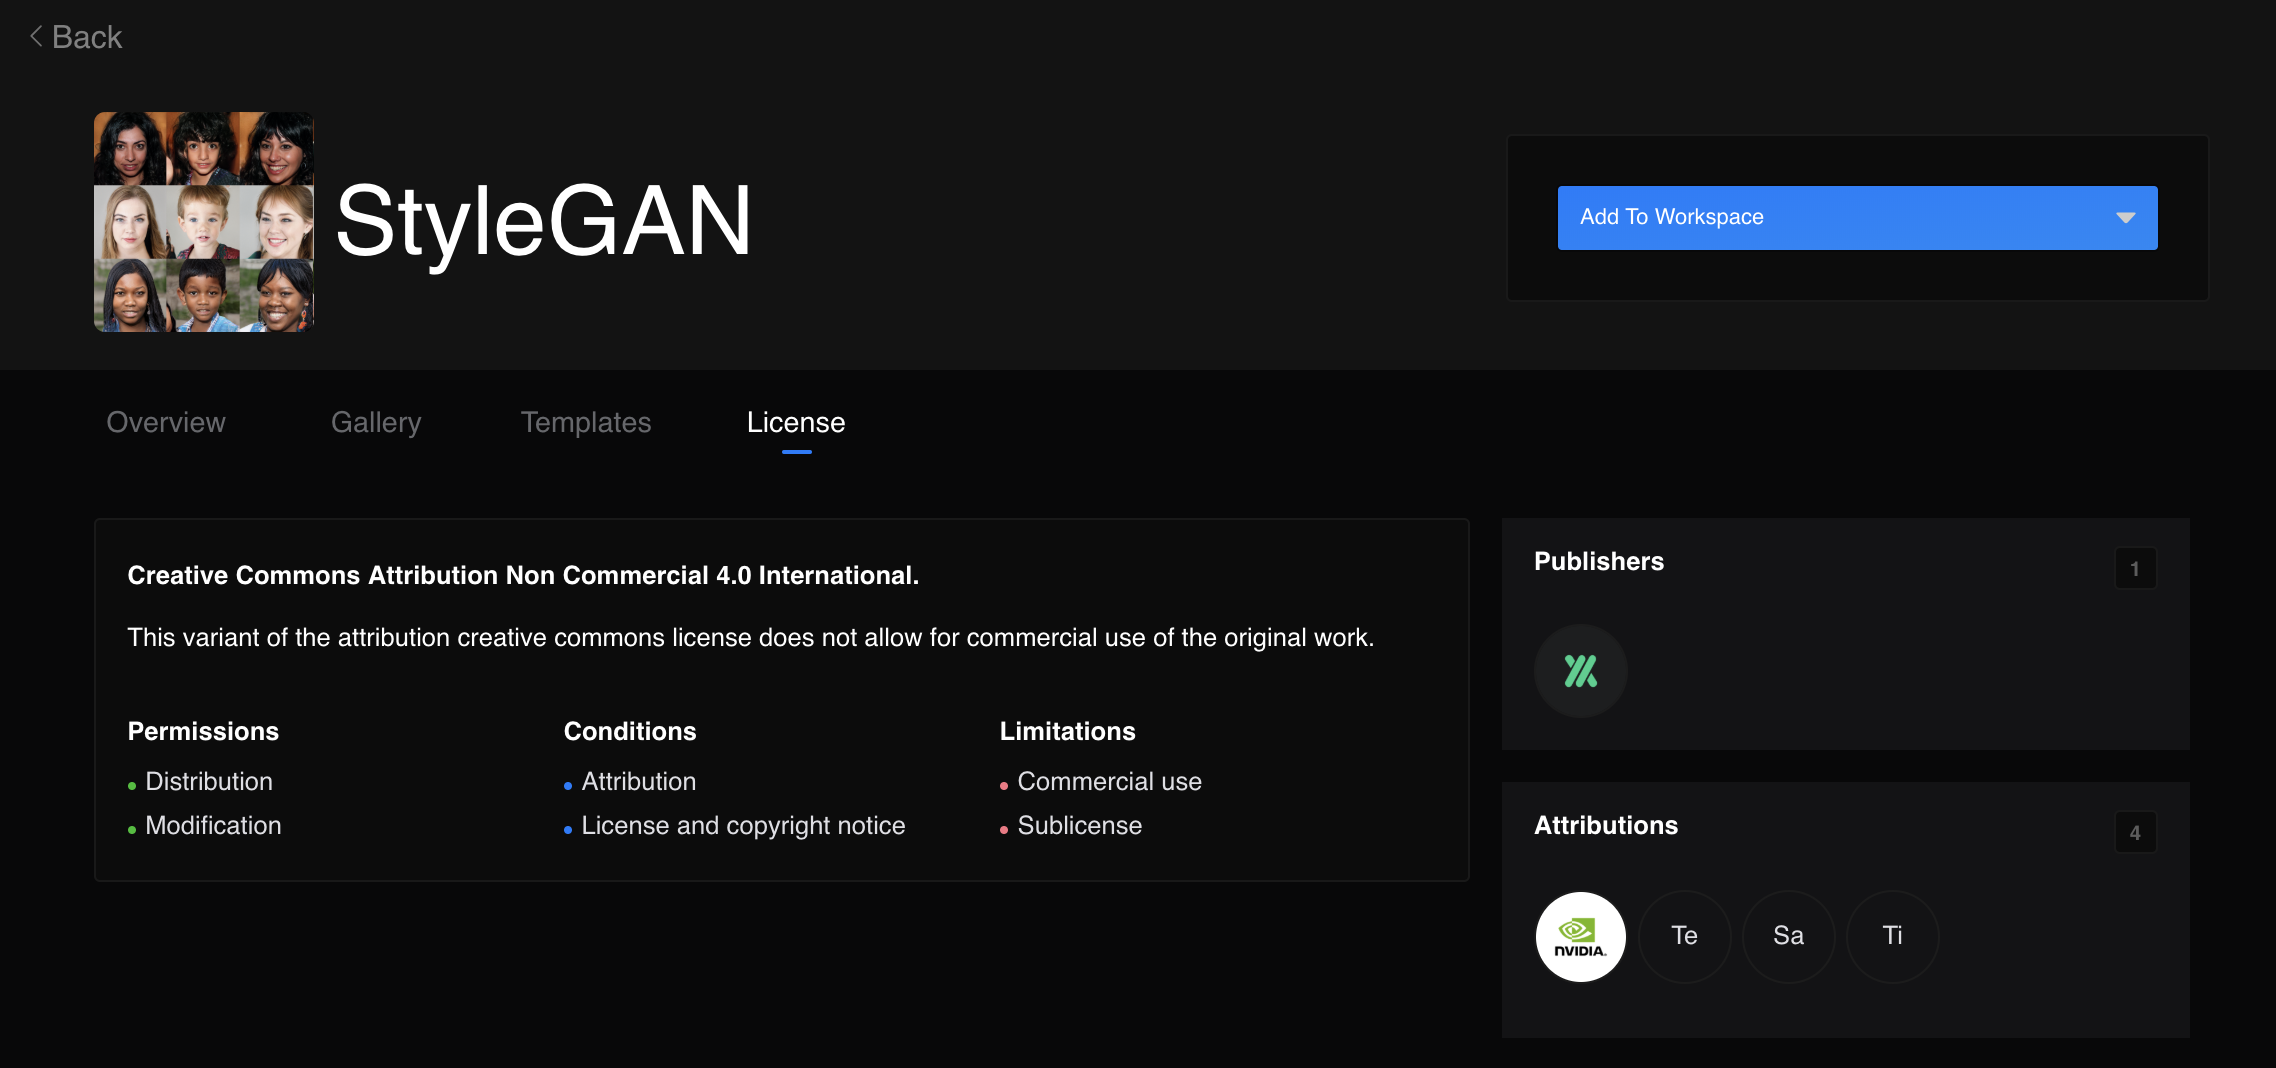 Back
StyleGAN
Add To Workspace
Overview
Gallery
Templates
License
Creative Commons Attribution Non Commercial 4.0 International.
This variant of the attribution creative commons license does not allow for commercial use of the original work.
Permissions
Distribution
Modification
Conditions
Attribution
License and copyright notice
Limitations
Commercial use
Sublicense
Publishers
1
Attributions
4
NVIDIA.
Te
Sa
Ti